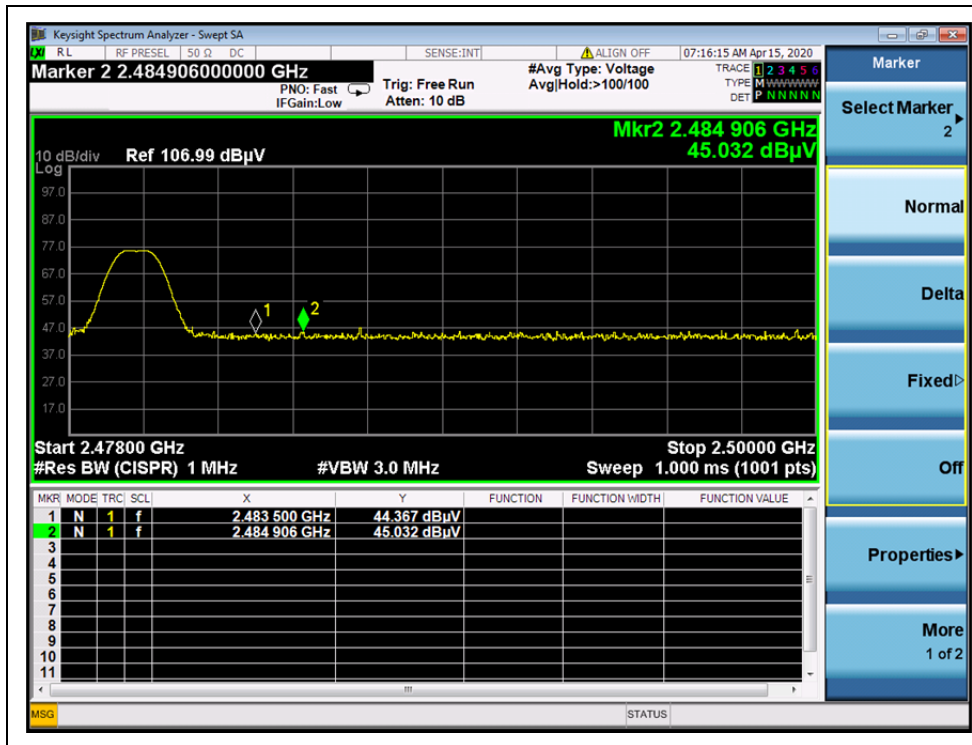 Keysight Spectrum Analyzer - Swept SA
LXI RL RF PRESEL 50 Ω DC SENSE:INT ALIGN OFF 07:16:15 AM Apr 15, 2020
Marker 2 2.484906000000 GHz
PNO: Fast
IFGain:Low
Trig: Free Run
Atten: 10 dB
#Avg Type: Voltage
Avg|Hold:>100/100
TRACE 1 2 3 4 5 6
TYPE M W W W W W
DET P N N N N N
Mkr2 2.484 906 GHz
45.032 dBµV
10 dB/div Ref 106.99 dBµV
Log
97.0
87.0
77.0
67.0
57.0
47.0
37.0
27.0
17.0
1
2
Start 2.47800 GHz Stop 2.50000 GHz
#Res BW (CISPR) 1 MHz #VBW 3.0 MHz Sweep 1.000 ms (1001 pts)
MKR MODE TRC SCL X Y FUNCTION FUNCTION WIDTH FUNCTION VALUE
1 N 1 f 2.483 500 GHz 44.367 dBµV
2 N 1 f 2.484 906 GHz 45.032 dBµV
3
4
5
6
7
8
9
10
11
MSG STATUS
Marker
Select Marker
2
Normal
Delta
Fixed
Off
Properties
More
1 of 2